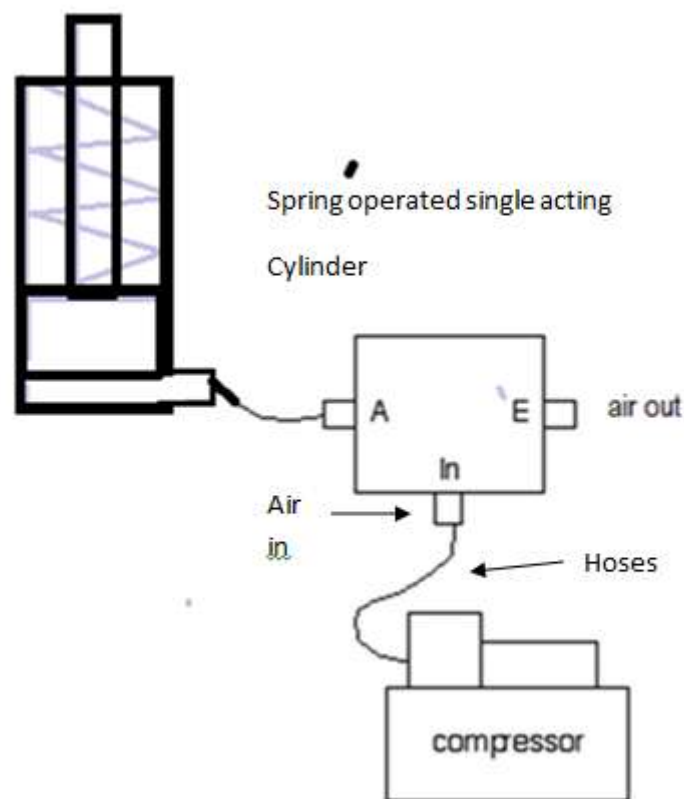 Spring operated single acting
Cylinder
A
E
air out
In
Air
in
Hoses
compressor